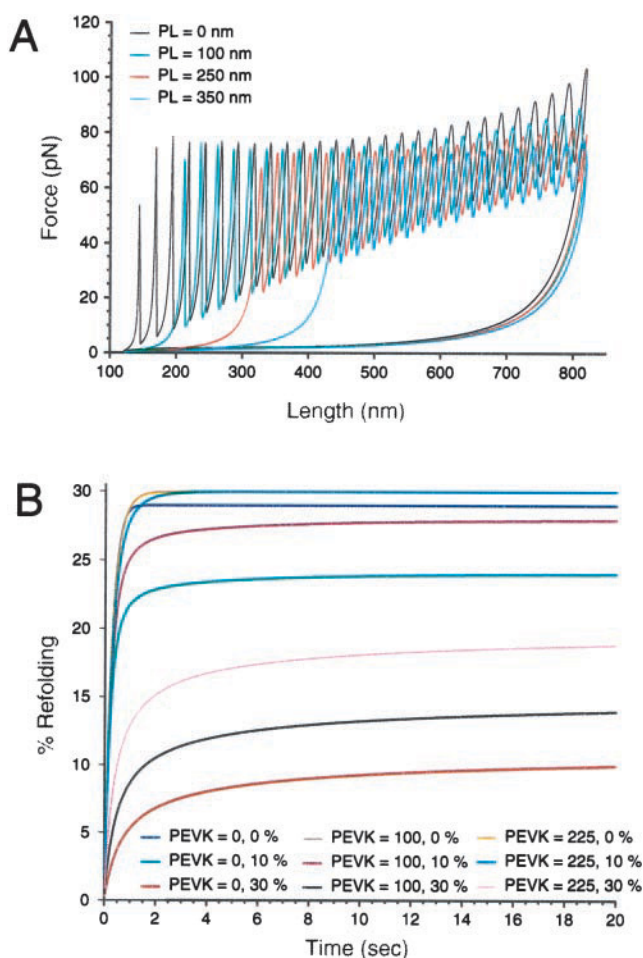 A
PL = 0 nm
PL = 100 nm
PL = 250 nm
PL = 350 nm
120
100
80
60
40
20
0
Force (pN)
100 200 300 400 500 600 700 800
Length (nm)
B
30
25
20
15
10
5
0
% Refolding
PEVK = 0, 0 % PEVK = 100, 0 % PEVK = 225, 0 %
PEVK = 0, 10 % PEVK = 100, 10 % PEVK = 225, 10 %
PEVK = 0, 30 % PEVK = 100, 30 % PEVK = 225, 30 %
0 2 4 6 8 10 12 14 16 18 20
Time (sec)